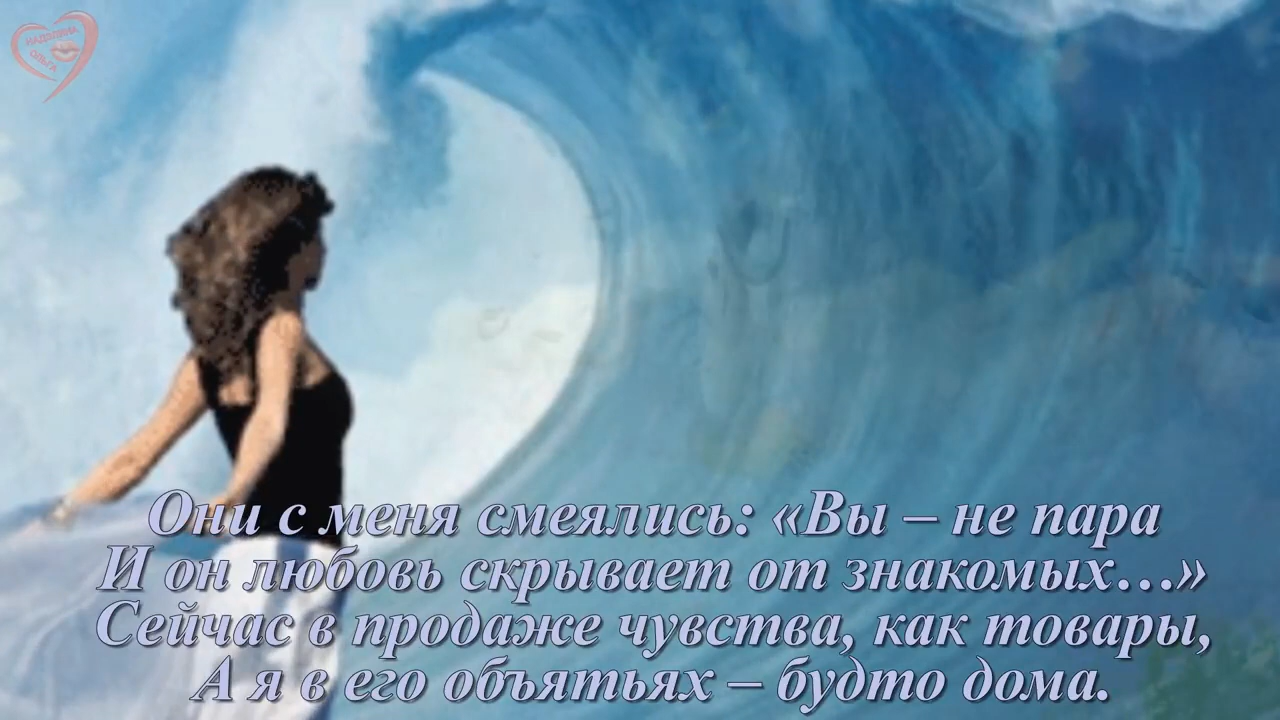 ОЛЬГА
Они с меня смеялись: «Вы – не пара
И он любовь скрывает от знакомых…»
Сейчас в продаже чувства, как товары,
А я в его объятьях – будто дома.